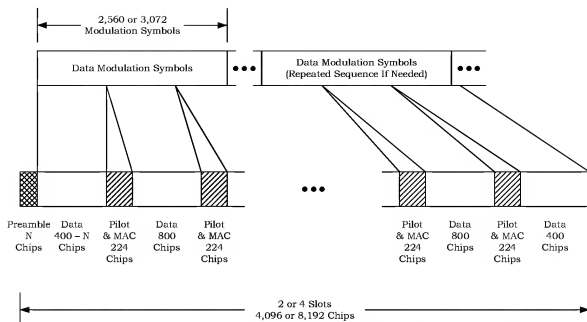 2,560 or 3,072
Modulation Symbols
Data Modulation Symbols
Data Modulation Symbols
(Repeated Sequence If Needed)
Preamble
N
Chips
Data
400 – N
Chips
Pilot
& MAC
224
Chips
Data
800
Chips
Pilot
& MAC
224
Chips
Pilot
& MAC
224
Chips
Data
800
Chips
Pilot
& MAC
224
Chips
Data
400
Chips
2 or 4 Slots
4,096 or 8,192 Chips